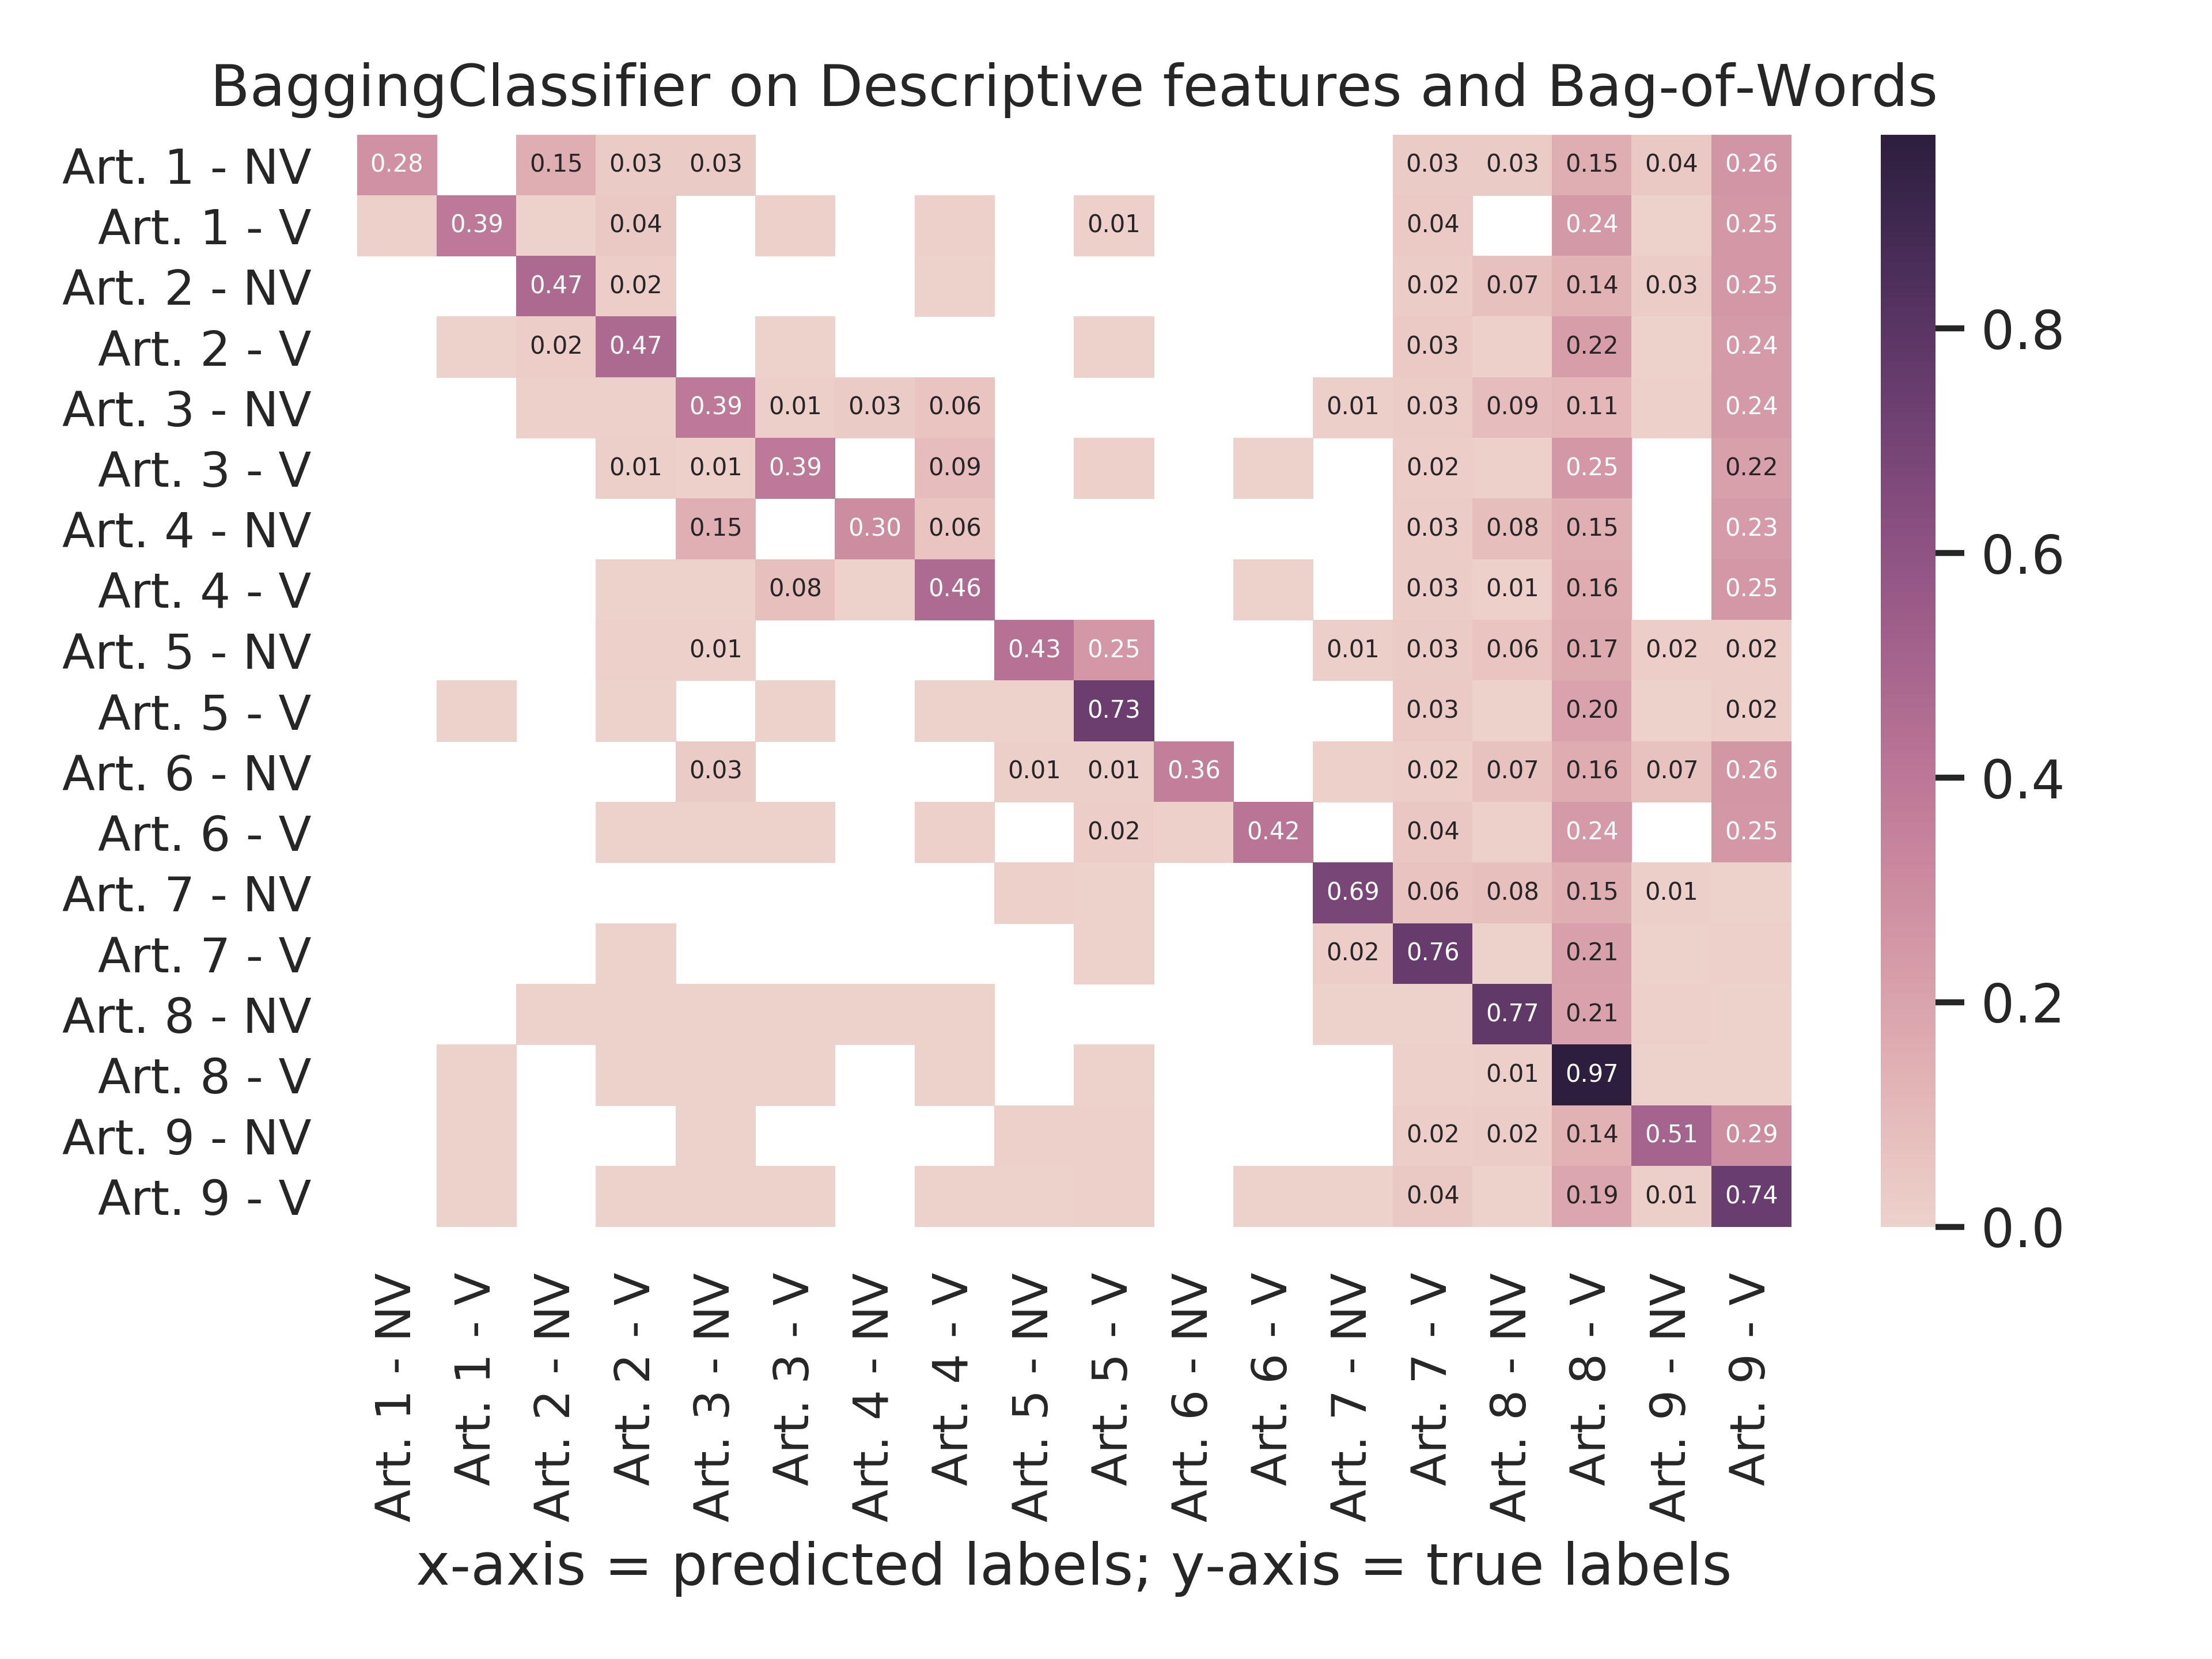 BaggingClassifier on Descriptive features and Bag-of-Words
Art. 1 - NV 0.28 0.15 0.03 0.03 0.03 0.03 0.15 0.04 0.26
Art. 1 - V 0.39 0.04 0.01 0.04 0.24 0.25
Art. 2 - NV 0.47 0.02 0.02 0.07 0.14 0.03 0.25
Art. 2 - V 0.02 0.47 0.03 0.22 0.24
Art. 3 - NV 0.39 0.01 0.03 0.06 0.01 0.03 0.09 0.11 0.24
Art. 3 - V 0.01 0.01 0.39 0.09 0.02 0.25 0.22
Art. 4 - NV 0.15 0.30 0.06 0.03 0.08 0.15 0.23
Art. 4 - V 0.08 0.46 0.03 0.01 0.16 0.25
Art. 5 - NV 0.01 0.43 0.25 0.01 0.03 0.06 0.17 0.02 0.02
Art. 5 - V 0.73 0.03 0.20 0.02
Art. 6 - NV 0.03 0.01 0.01 0.36 0.02 0.07 0.16 0.07 0.26
Art. 6 - V 0.02 0.42 0.04 0.24 0.25
Art. 7 - NV 0.69 0.06 0.08 0.15 0.01
Art. 7 - V 0.02 0.76 0.21
Art. 8 - NV 0.77 0.21
Art. 8 - V 0.01 0.97
Art. 9 - NV 0.02 0.02 0.14 0.51 0.29
Art. 9 - V 0.04 0.19 0.01 0.74
0.8
0.6
0.4
0.2
0.0
Art. 1 - NV
Art. 1 - V
Art. 2 - NV
Art. 2 - V
Art. 3 - NV
Art. 3 - V
Art. 4 - NV
Art. 4 - V
Art. 5 - NV
Art. 5 - V
Art. 6 - NV
Art. 6 - V
Art. 7 - NV
Art. 7 - V
Art. 8 - NV
Art. 8 - V
Art. 9 - NV
Art. 9 - V
x-axis = predicted labels; y-axis = true labels